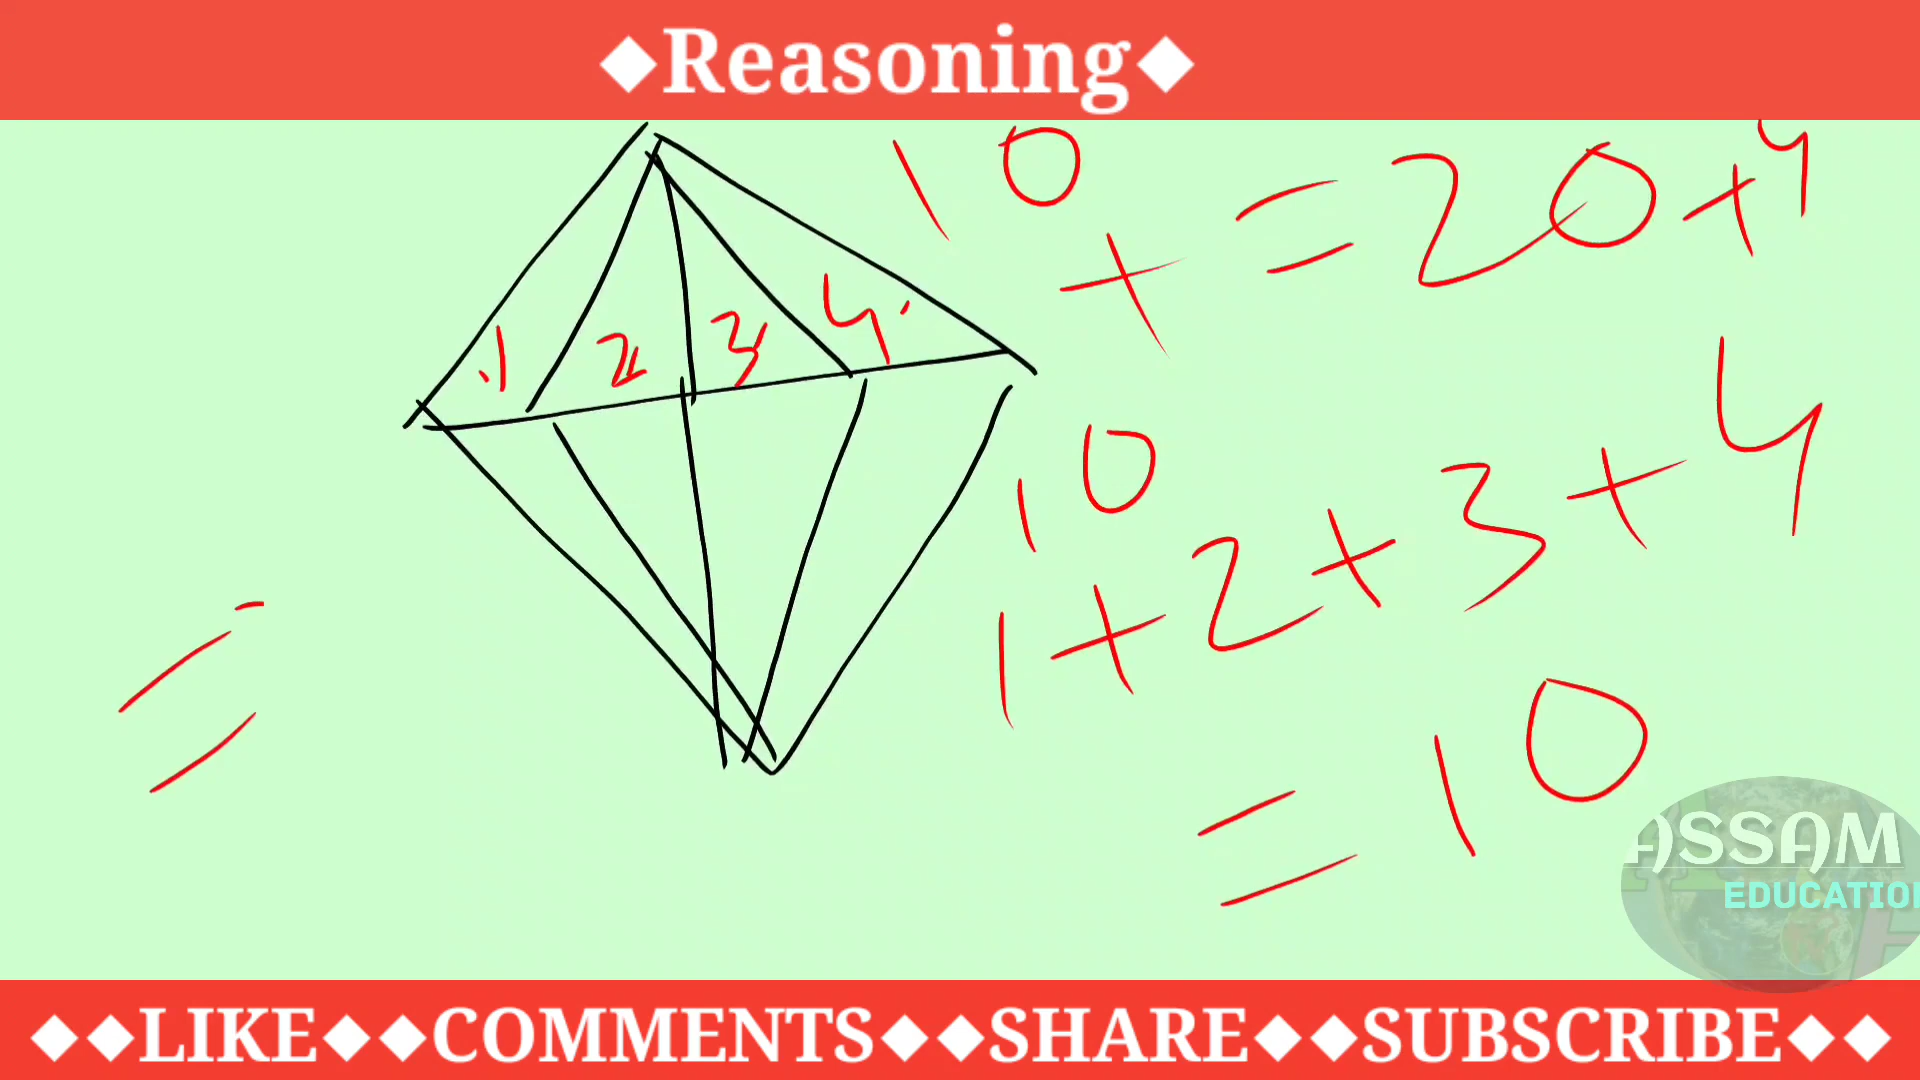 ◆Reasoning◆
10 + = 20 + 4
.1 2 3 4.
10
1 + 2 + 3 + 4
=
= 10
ASSAM
EDUCATION
◆◆LIKE◆◆COMMENTS◆◆SHARE◆◆SUBSCRIBE◆◆